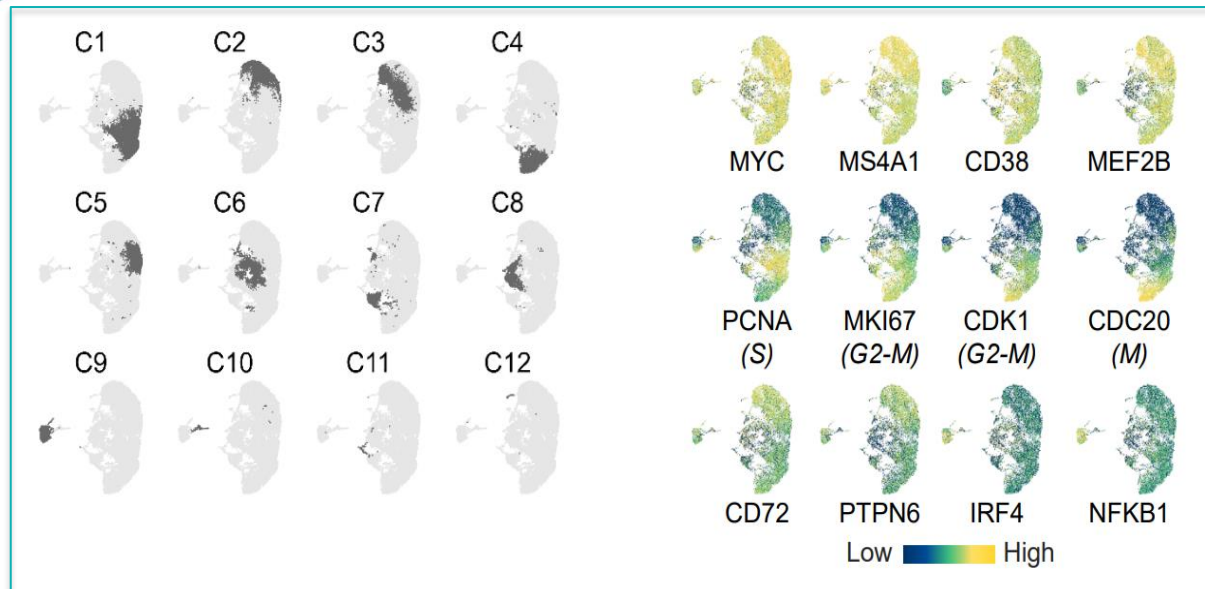 C1 C2 C3 C4
MYC MS4A1 CD38 MEF2B
C5 C6 C7 C8
PCNA MKI67 CDK1 CDC20
(S) (G2-M) (G2-M) (M)
C9 C10 C11 C12
CD72 PTPN6 IRF4 NFKB1
Low High